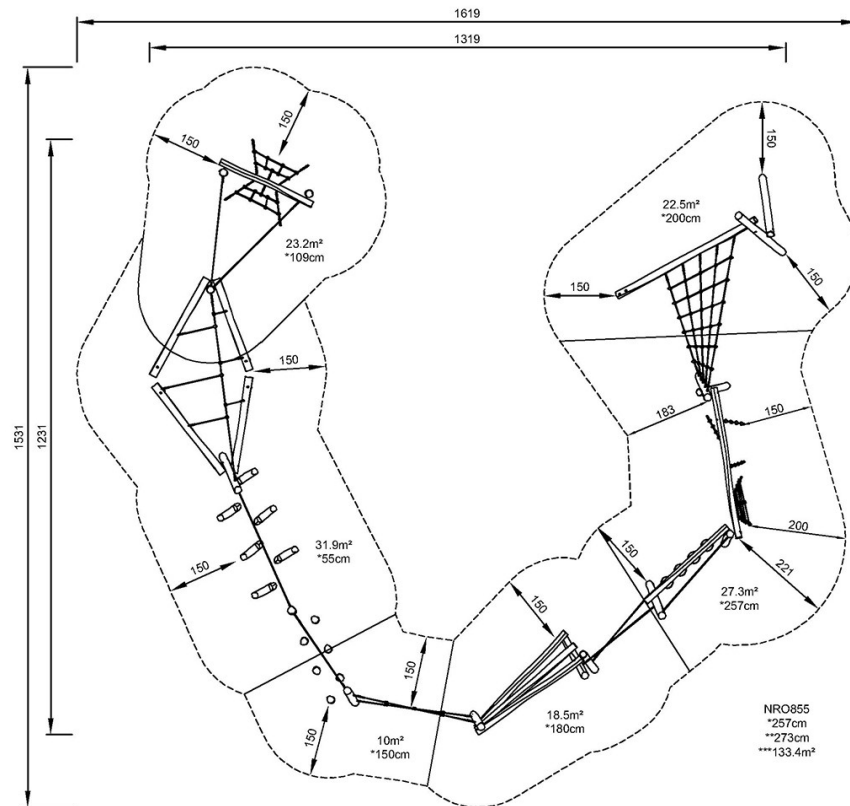 1619
1319
150
150
150
23.2m²
*109cm
22.5m²
*200cm
150
150
1531
1231
150
183
150
31.9m²
*55cm
150
200
150
27.3m²
*257cm
221
150
150
150
10m²
*150cm
18.5m²
*180cm
NRO855
*257cm
**273cm
***133.4m²